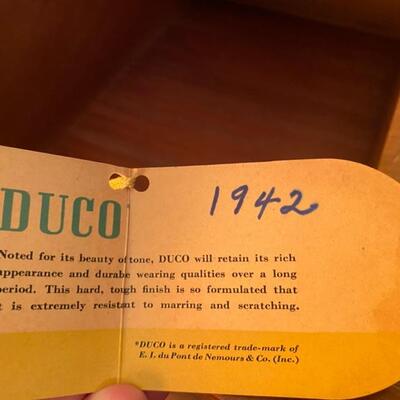 DUCO
1942
Noted for its beauty of tone, DUCO will retain its rich
appearance and durable wearing qualities over a long
period. This hard, tough finish is so formulated that
it is extremely resistant to marring and scratching.
*DUCO is a registered trade-mark of
E. I. du Pont de Nemours & Co. (Inc.)